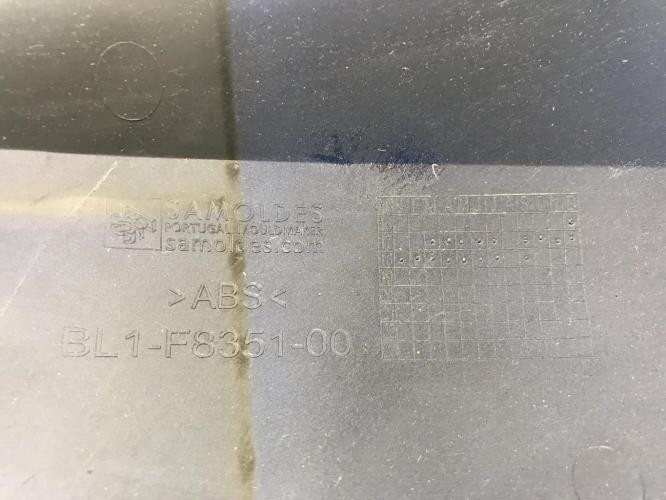 SAMOLDES
PORTUGAL MOULDMAKER
samoldes.com
>ABS<
BL1-F8351-00